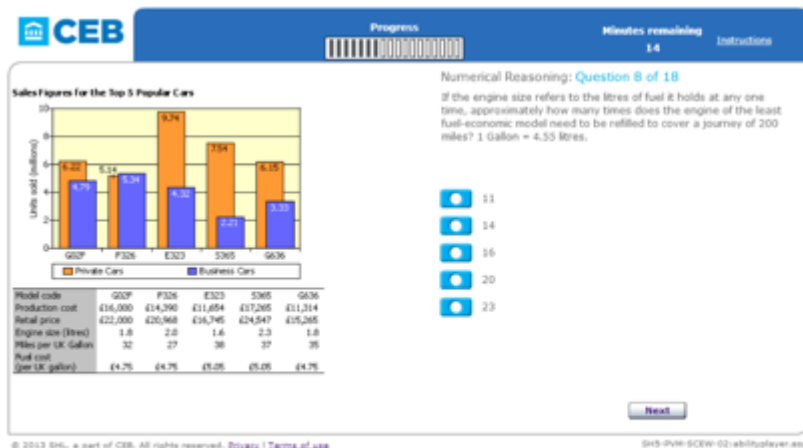 CEB
Progress
Minutes remaining
14
Instructions
Sales Figures for the Top 5 Popular Cars
Numerical Reasoning: Question 8 of 18
If the engine size refers to the litres of fuel it holds at any one
time, approximately how many times does the engine of the least
fuel-economic model need to be refilled to cover a journey of 200
miles? 1 Gallon = 4.55 litres.
11
14
16
20
23
Units sold (millions)
10
8
6
4
2
0
6.22 4.79 5.14 5.34 9.74 4.32 7.54 2.21 6.15 3.33
G02F P326 E323 S365 G636
Private Cars Business Cars
Model code G02F P326 E323 S365 G636
Production cost £16,000 £14,390 £11,654 £17,265 £11,314
Retail price £22,000 £20,968 £16,745 £24,547 £15,265
Engine size (litres) 1.8 2.0 1.6 2.3 1.8
Miles per UK Gallon 32 27 38 37 35
Fuel cost
(per UK gallon) £4.75 £4.75 £5.05 £5.05 £4.75
Next
© 2013 SHL, a part of CEB. All rights reserved. Privacy | Terms of use